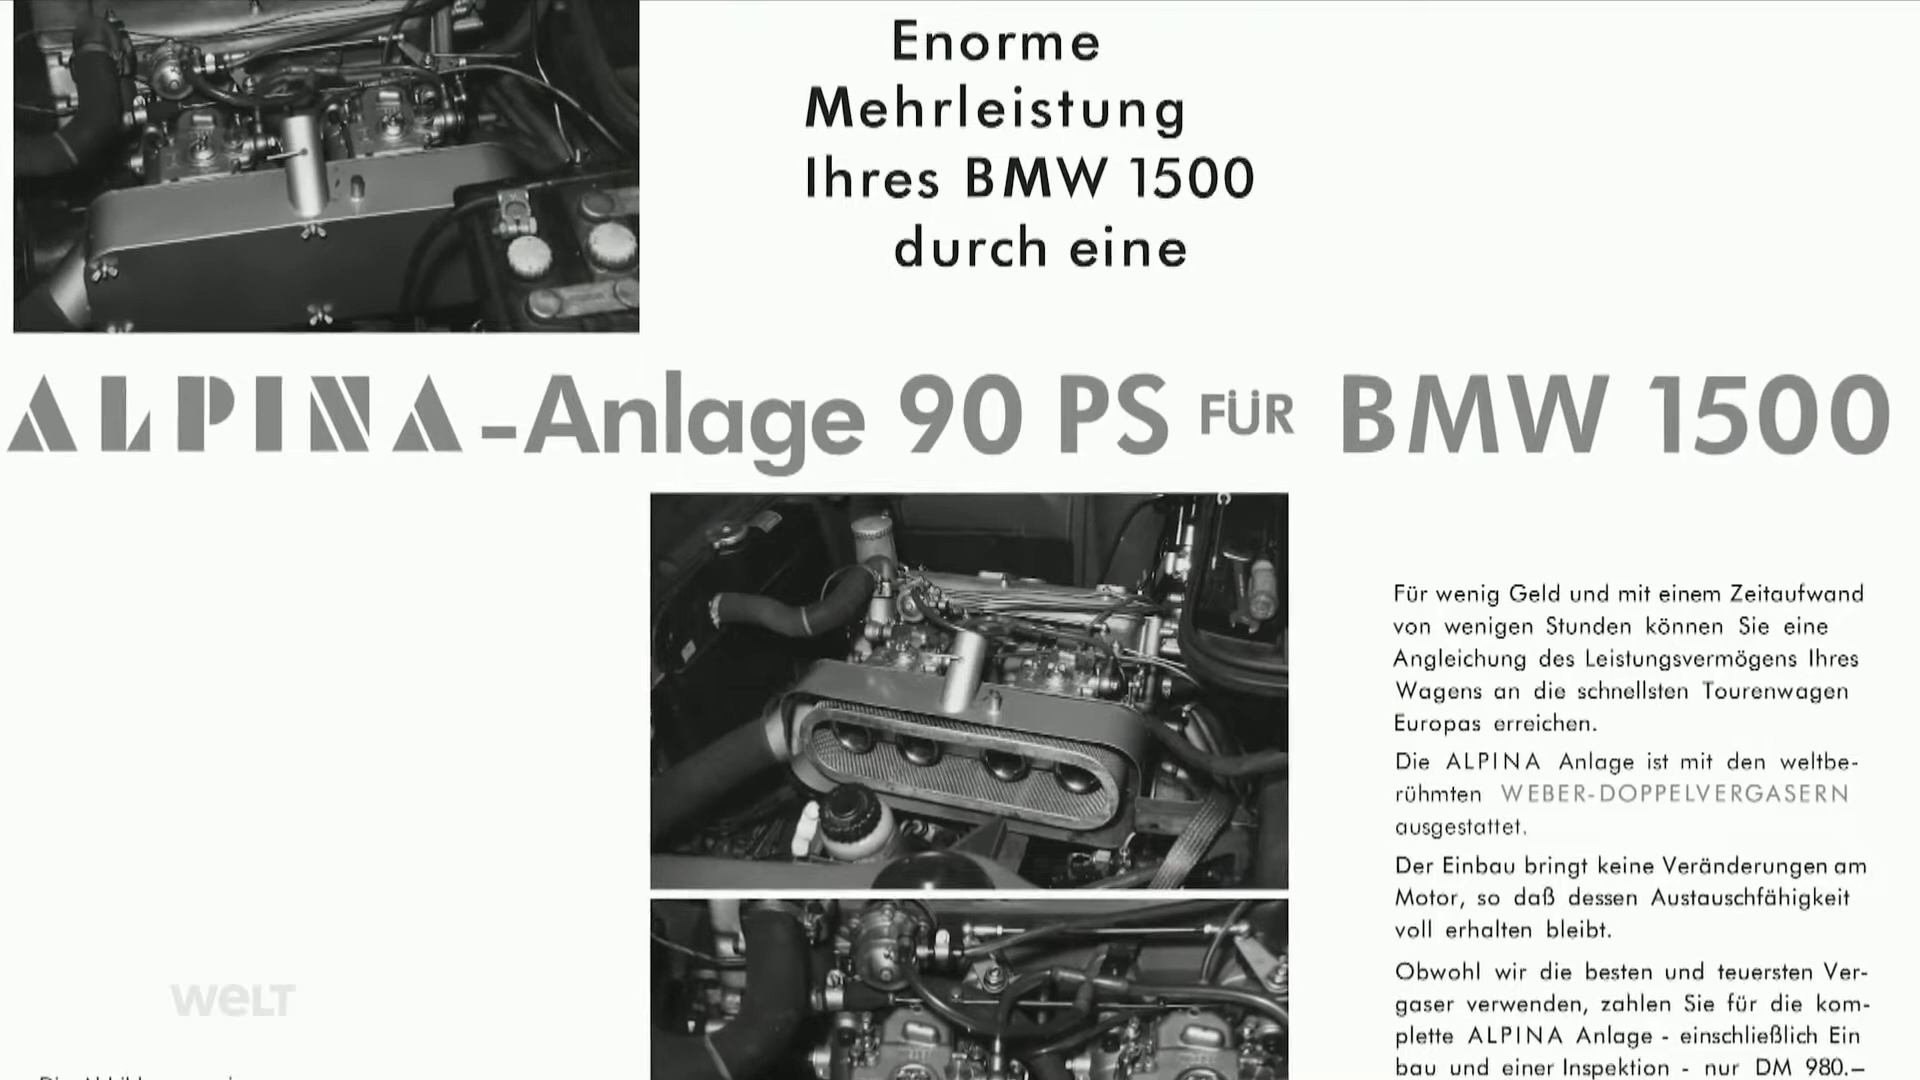 Enorme
Mehrleistung
Ihres BMW 1500
durch eine
ALPINA-Anlage 90 PS FÜR BMW 1500
Für wenig Geld und mit einem Zeitaufwand
von wenigen Stunden können Sie eine
Angleichung des Leistungsvermögens Ihres
Wagens an die schnellsten Tourenwagen
Europas erreichen.
Die ALPINA Anlage ist mit den weltbe-
rühmten WEBER-DOPPELVERGASERN
ausgestattet.
Der Einbau bringt keine Veränderungen am
Motor, so daß dessen Austauschfähigkeit
voll erhalten bleibt.
Obwohl wir die besten und teuersten Ver-
gaser verwenden, zahlen Sie für die kom-
plette ALPINA Anlage - einschließlich Ein
bau und einer Inspektion - nur DM 980.–
WELT